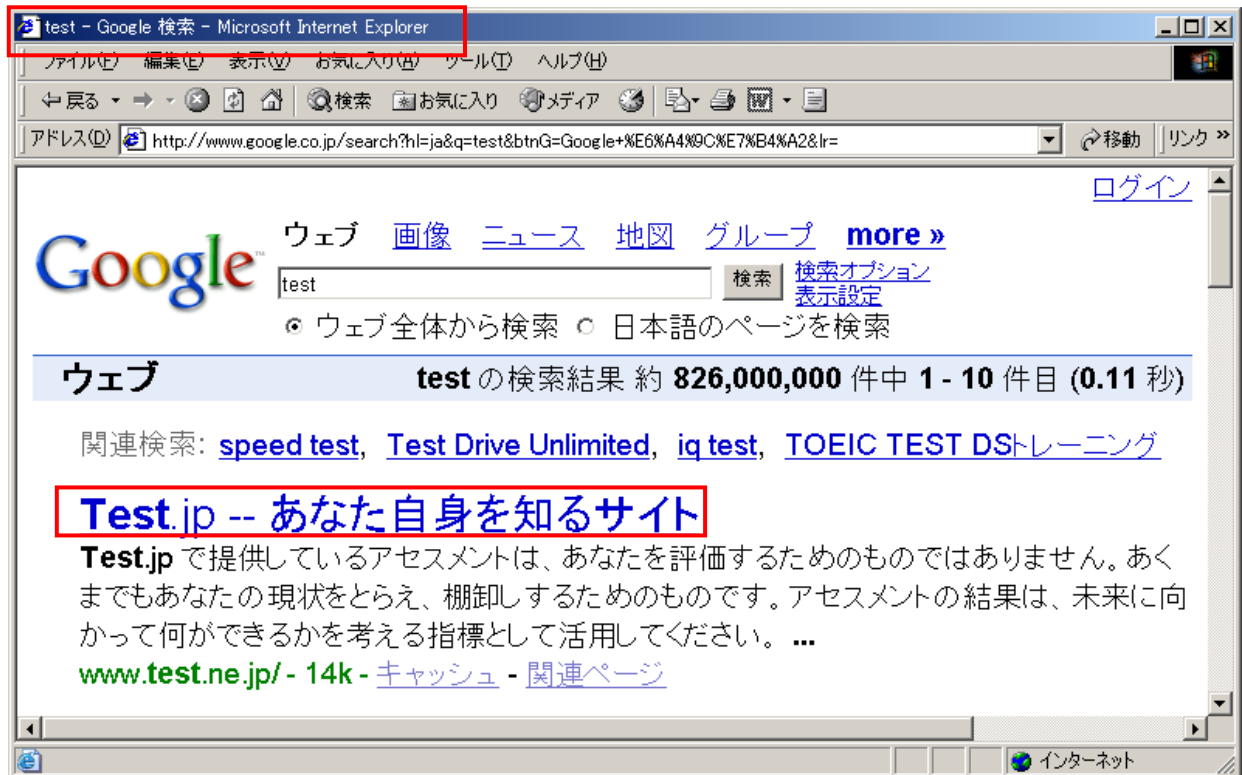 test - Google 検索 - Microsoft Internet Explorer
ファイル(F) 編集(E) 表示(V) お気に入り(A) ツール(T) ヘルプ(H)
戻る 検索 お気に入り メディア
アドレス(D) http://www.google.co.jp/search?hl=ja&q=test&btnG=Google+%E6%A4%9C%E7%B4%A2&lr= 移動 リンク »
ログイン
ウェブ 画像 ニュース 地図 グループ more »
Google™
test 検索 検索オプション
表示設定
ウェブ全体から検索 日本語のページを検索
ウェブ test の検索結果 約 826,000,000 件中 1 - 10 件目 (0.11 秒)
関連検索: speed test, Test Drive Unlimited, iq test, TOEIC TEST DSトレーニング
Test.jp -- あなた自身を知るサイト
Test.jp で提供しているアセスメントは、あなたを評価するためのものではありません。あく
までもあなたの現状をとらえ、棚卸しするためのものです。アセスメントの結果は、未来に向
かって何ができるかを考える指標として活用してください。 ...
www.test.ne.jp/ - 14k - キャッシュ - 関連ページ
インターネット